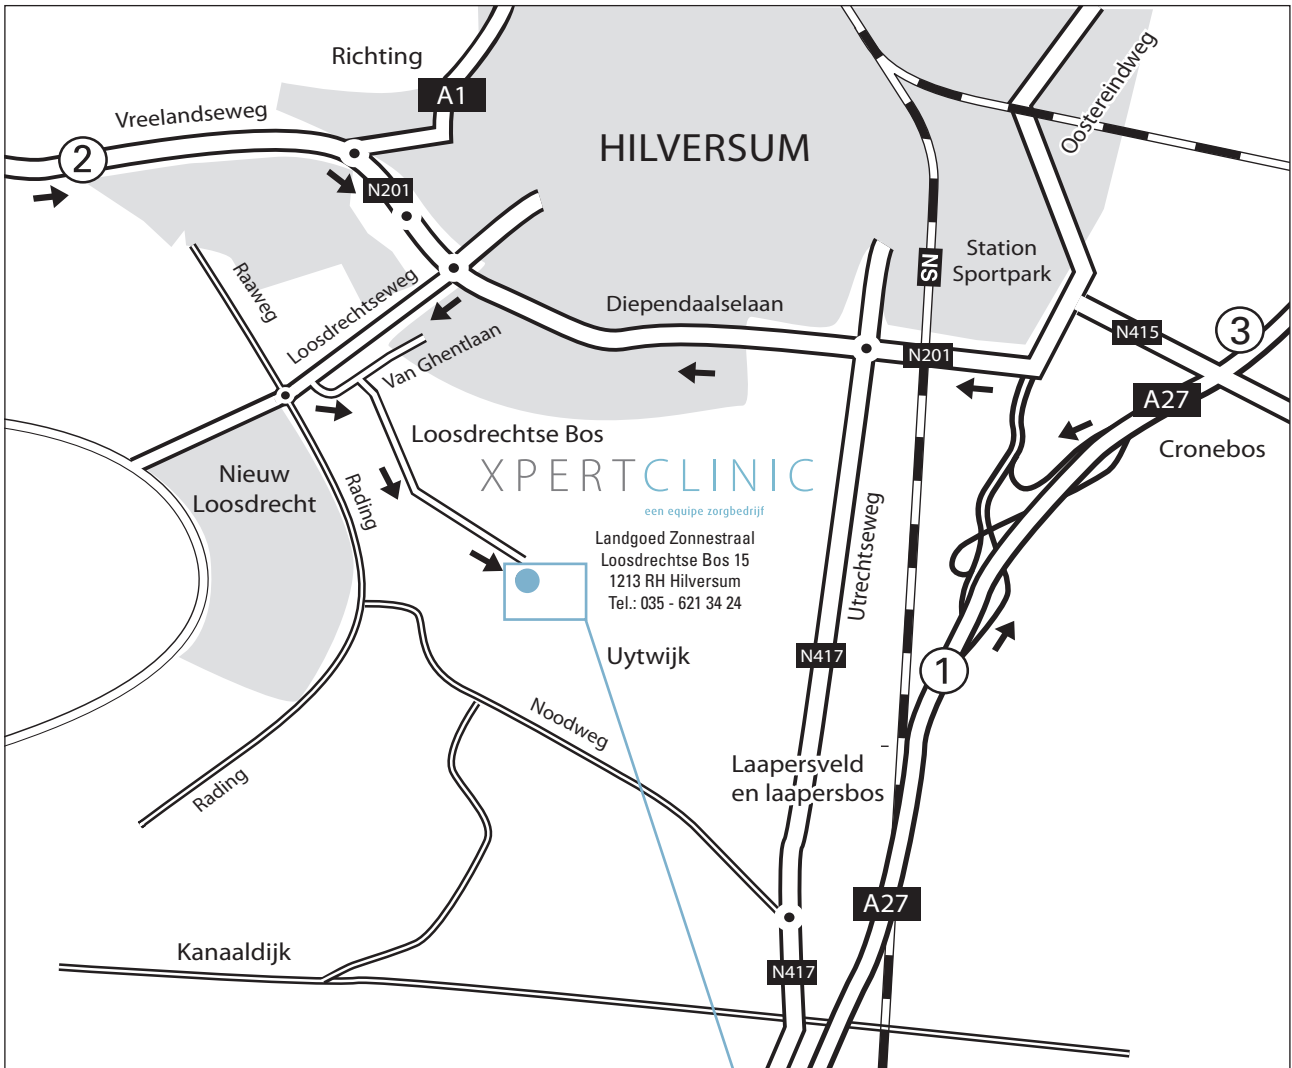 Richting
A1
Vreelandseweg
2
HILVERSUM
Oostereindweg
N201
Raaweg
Loosdrechtseweg
Van Ghentlaan
Diependaalselaan
NS
Station
Sportpark
N201
N415
3
A27
Cronebos
Loosdrechtse Bos
Nieuw
Loosdrecht
Rading
XPERTCLINIC
een equipe zorgbedrijf
Landgoed Zonnestraal
Loosdrechtse Bos 15
1213 RH Hilversum
Tel.: 035 - 621 34 24
Utrechtseweg
Uytwijk
N417
1
Noodweg
Rading
Laapersveld
en laapersbos
A27
Kanaaldijk
N417